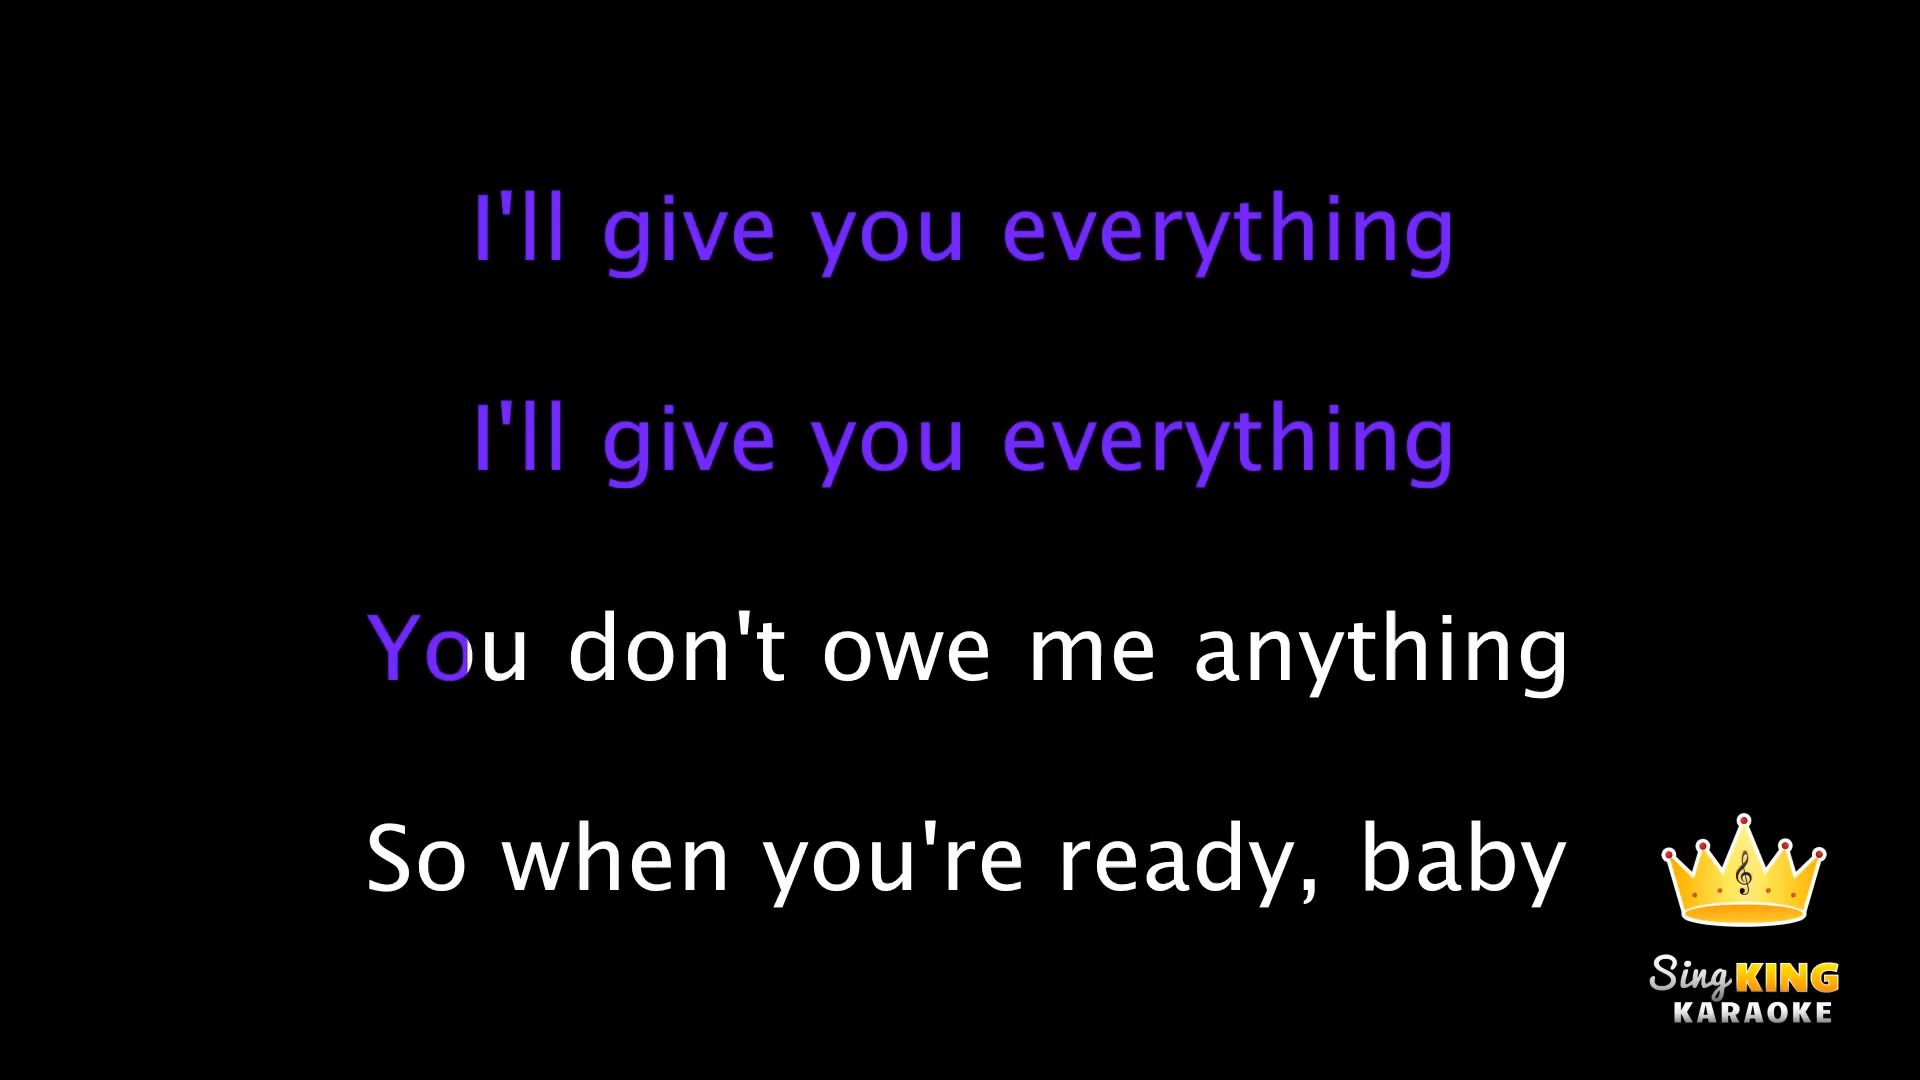 I'll give you everything
I'll give you everything
You don't owe me anything
So when you're ready, baby
Sing KING
KARAOKE